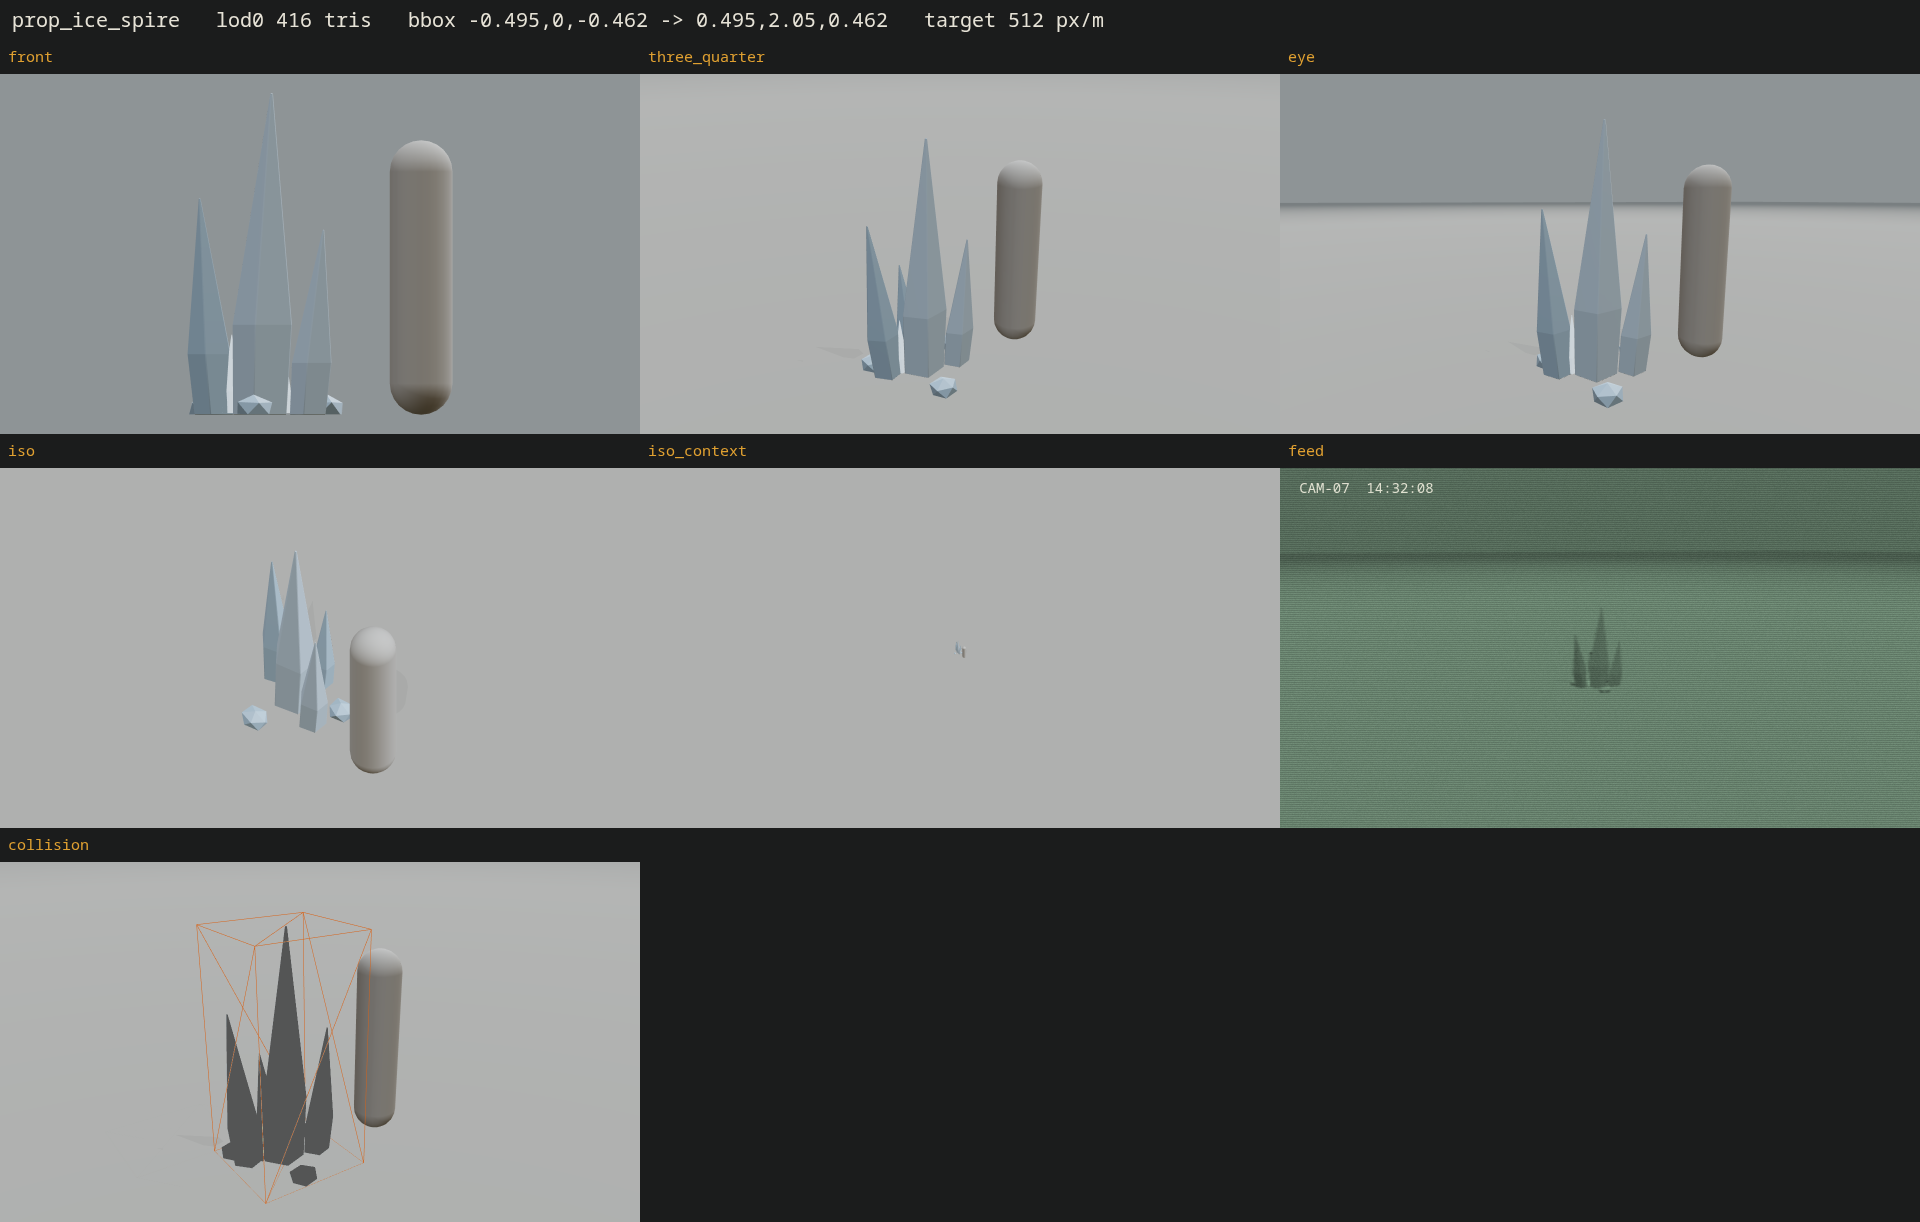 prop_ice_spire   lod0 416 tris   bbox -0.495,0,-0.462 -> 0.495,2.05,0.462   target 512 px/m
front
three_quarter
eye
iso
iso_context
feed
CAM-07  14:32:08
collision